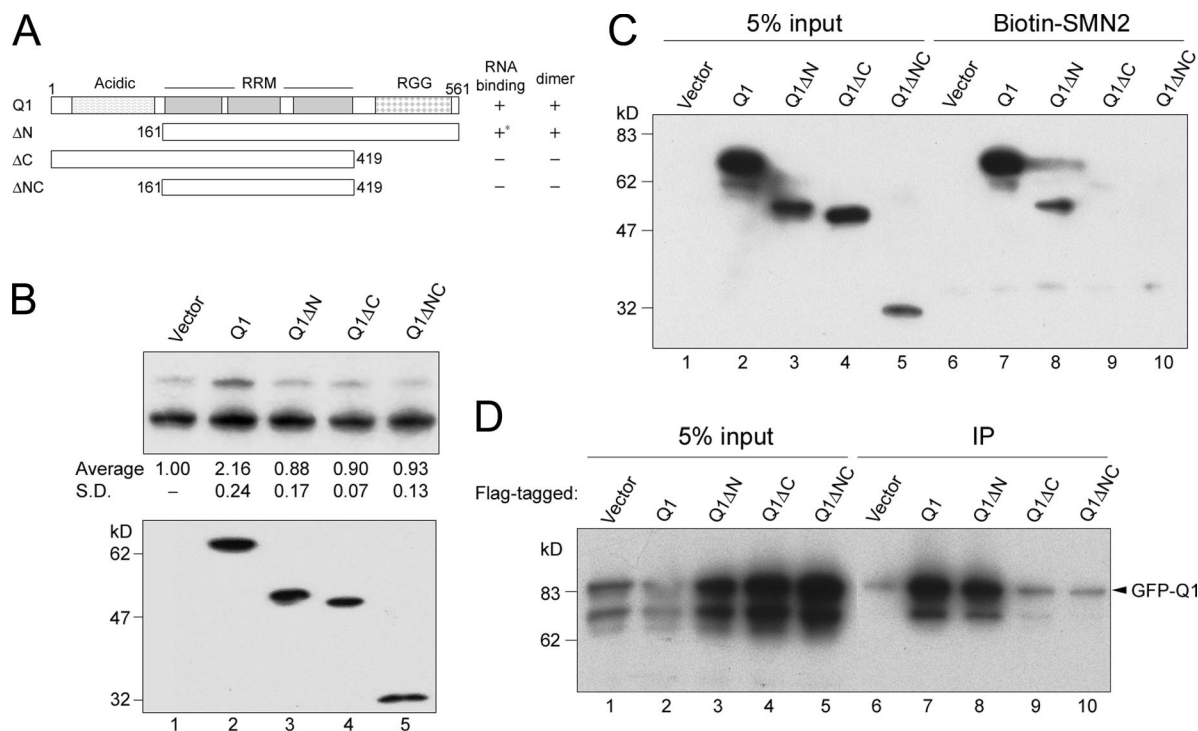 A
1 Acidic RRM RGG 561 RNA binding dimer
Q1 + +
ΔN 161 +* +
ΔC 419 – –
ΔNC 161 419 – –
B
Vector Q1 Q1ΔN Q1ΔC Q1ΔNC
Average 1.00 2.16 0.88 0.90 0.93
S.D. – 0.24 0.17 0.07 0.13
kD
62
47
32
1 2 3 4 5
C
5% input Biotin-SMN2
Vector Q1 Q1ΔN Q1ΔC Q1ΔNC Vector Q1 Q1ΔN Q1ΔC Q1ΔNC
kD
83
62
47
32
1 2 3 4 5 6 7 8 9 10
D
5% input IP
Flag-tagged: Vector Q1 Q1ΔN Q1ΔC Q1ΔNC Vector Q1 Q1ΔN Q1ΔC Q1ΔNC
kD
83 GFP-Q1
62
1 2 3 4 5 6 7 8 9 10